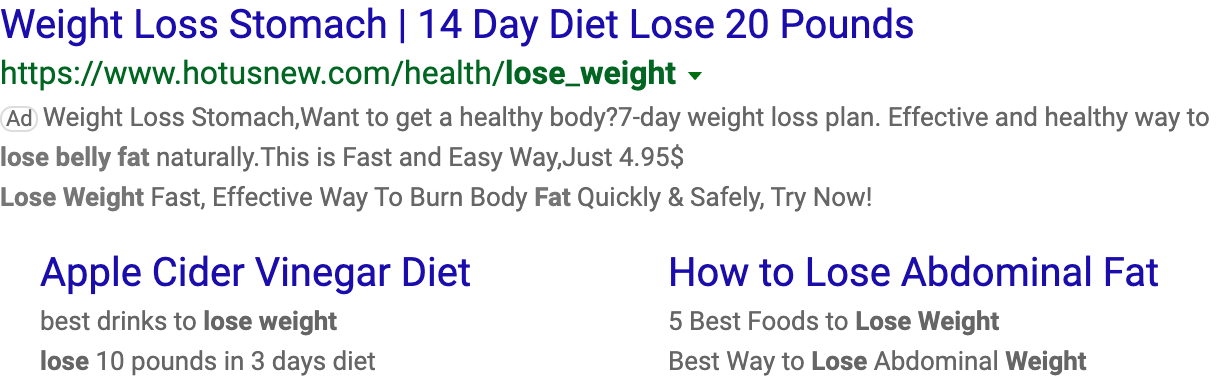 Weight Loss Stomach | 14 Day Diet Lose 20 Pounds
https://www.hotusnew.com/health/lose_weight
Ad Weight Loss Stomach,Want to get a healthy body?7-day weight loss plan. Effective and healthy way to
lose belly fat naturally.This is Fast and Easy Way,Just 4.95$
Lose Weight Fast, Effective Way To Burn Body Fat Quickly & Safely, Try Now!
Apple Cider Vinegar Diet
best drinks to lose weight
lose 10 pounds in 3 days diet
How to Lose Abdominal Fat
5 Best Foods to Lose Weight
Best Way to Lose Abdominal Weight